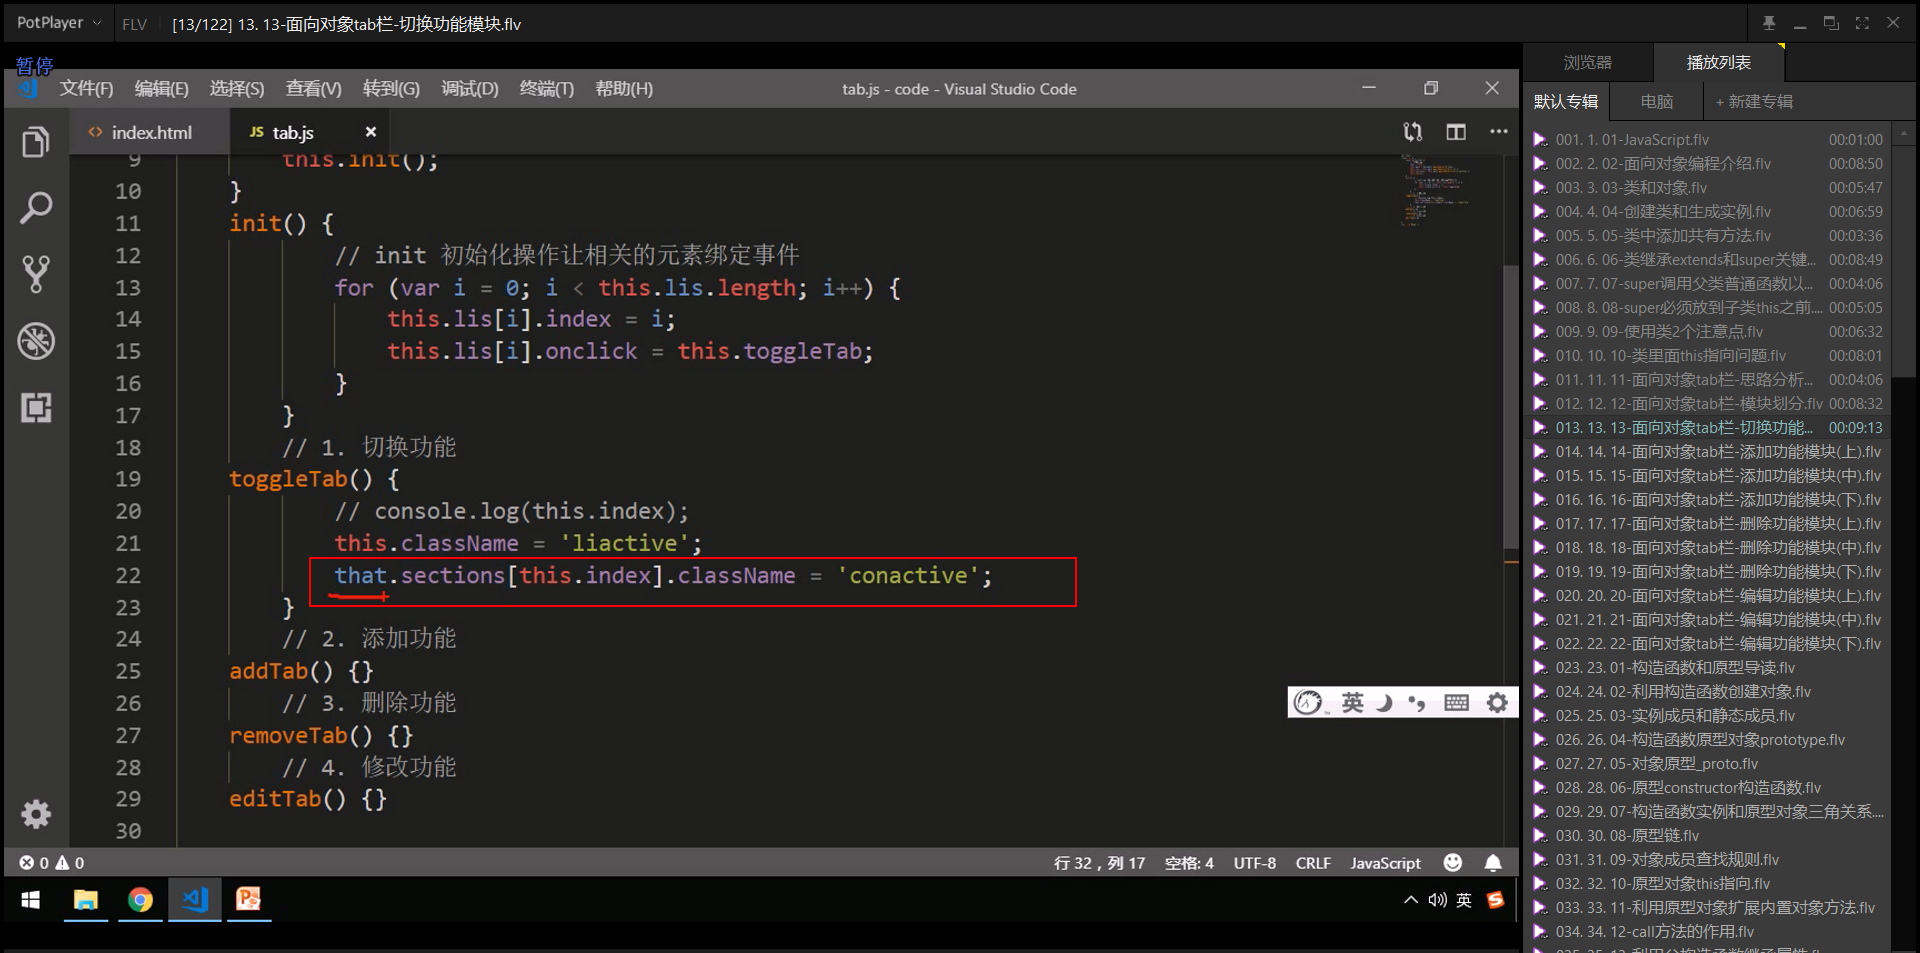 PotPlayer
FLV
[13/122] 13. 13-面向对象tab栏-切换功能模块.flv
暂停
文件(F) 编辑(E) 选择(S) 查看(V) 转到(G) 调试(D) 终端(T) 帮助(H)
tab.js - code - Visual Studio Code
index.html
JS tab.js
9 this.init();
10 }
11 init() {
12 // init 初始化操作让相关的元素绑定事件
13 for (var i = 0; i < this.lis.length; i++) {
14 this.lis[i].index = i;
15 this.lis[i].onclick = this.toggleTab;
16 }
17 }
18 // 1. 切换功能
19 toggleTab() {
20 // console.log(this.index);
21 this.className = 'liactive';
22 that.sections[this.index].className = 'conactive';
23 }
24 // 2. 添加功能
25 addTab() {}
26 // 3. 删除功能
27 removeTab() {}
28 // 4. 修改功能
29 editTab() {}
30
英
0 0
行 32，列 17 空格: 4 UTF-8 CRLF JavaScript
英
浏览器 播放列表
默认专辑 电脑 + 新建专辑
001. 1. 01-JavaScript.flv 00:01:00
002. 2. 02-面向对象编程介绍.flv 00:08:50
003. 3. 03-类和对象.flv 00:05:47
004. 4. 04-创建类和生成实例.flv 00:06:59
005. 5. 05-类中添加共有方法.flv 00:03:36
006. 6. 06-类继承extends和super关键... 00:08:49
007. 7. 07-super调用父类普通函数以... 00:04:06
008. 8. 08-super必须放到子类this之前.... 00:05:05
009. 9. 09-使用类2个注意点.flv 00:06:32
010. 10. 10-类里面this指向问题.flv 00:08:01
011. 11. 11-面向对象tab栏-思路分析... 00:04:06
012. 12. 12-面向对象tab栏-模块划分.flv 00:08:32
013. 13. 13-面向对象tab栏-切换功能... 00:09:13
014. 14. 14-面向对象tab栏-添加功能模块(上).flv
015. 15. 15-面向对象tab栏-添加功能模块(中).flv
016. 16. 16-面向对象tab栏-添加功能模块(下).flv
017. 17. 17-面向对象tab栏-删除功能模块(上).flv
018. 18. 18-面向对象tab栏-删除功能模块(中).flv
019. 19. 19-面向对象tab栏-删除功能模块(下).flv
020. 20. 20-面向对象tab栏-编辑功能模块(上).flv
021. 21. 21-面向对象tab栏-编辑功能模块(中).flv
022. 22. 22-面向对象tab栏-编辑功能模块(下).flv
023. 23. 01-构造函数和原型导读.flv
024. 24. 02-利用构造函数创建对象.flv
025. 25. 03-实例成员和静态成员.flv
026. 26. 04-构造函数原型对象prototype.flv
027. 27. 05-对象原型_proto.flv
028. 28. 06-原型constructor构造函数.flv
029. 29. 07-构造函数实例和原型对象三角关系....
030. 30. 08-原型链.flv
031. 31. 09-对象成员查找规则.flv
032. 32. 10-原型对象this指向.flv
033. 33. 11-利用原型对象扩展内置对象方法.flv
034. 34. 12-call方法的作用.flv